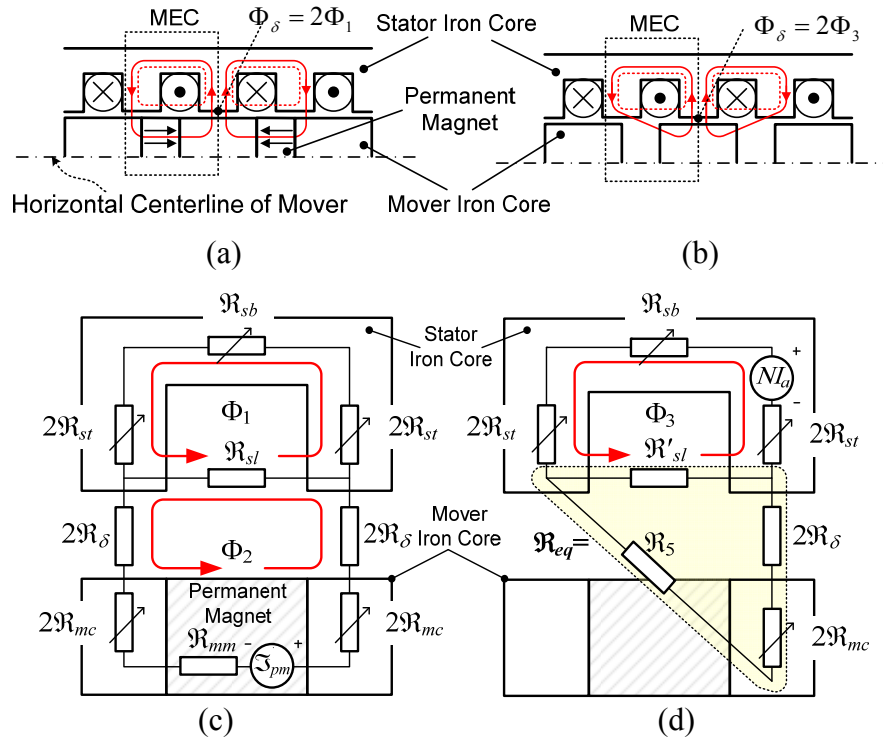 MEC
Φδ = 2Φ1
Stator Iron Core
MEC
Φδ = 2Φ3
Permanent
Magnet
Horizontal Centerline of Mover
Mover Iron Core
(a)
(b)
ℜsb
ℜsb
Stator
Iron Core
+
NIa
-
2ℜst
Φ1
2ℜst
2ℜst
Φ3
2ℜst
ℜsl
ℜ'sl
2ℜδ
Φ2
2ℜδ
Mover
Iron Core
ℜeq=
ℜ5
2ℜδ
Permanent
Magnet
2ℜmc
ℜmm
-
ℑpm
+
2ℜmc
2ℜmc
(c)
(d)